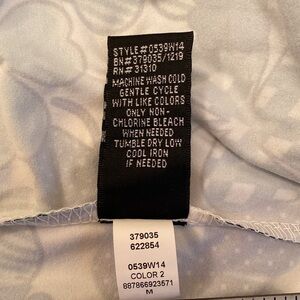 STYLE#0539W14
BN#379035/1219
RN#31310
MACHINE WASH COLD
GENTLE CYCLE
WITH LIKE COLORS
ONLY NON-
CHLORINE BLEACH
WHEN NEEDED
TUMBLE DRY LOW
COOL IRON
IF NEEDED
379035
622854
0539W14
COLOR 2
887866923571
M